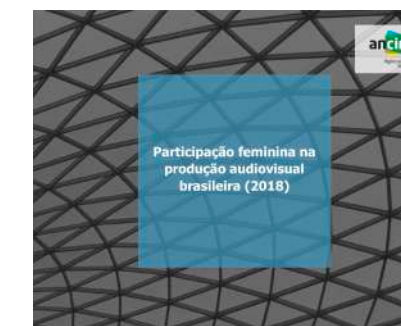 Participação feminina na
produção audiovisual
brasileira (2018)